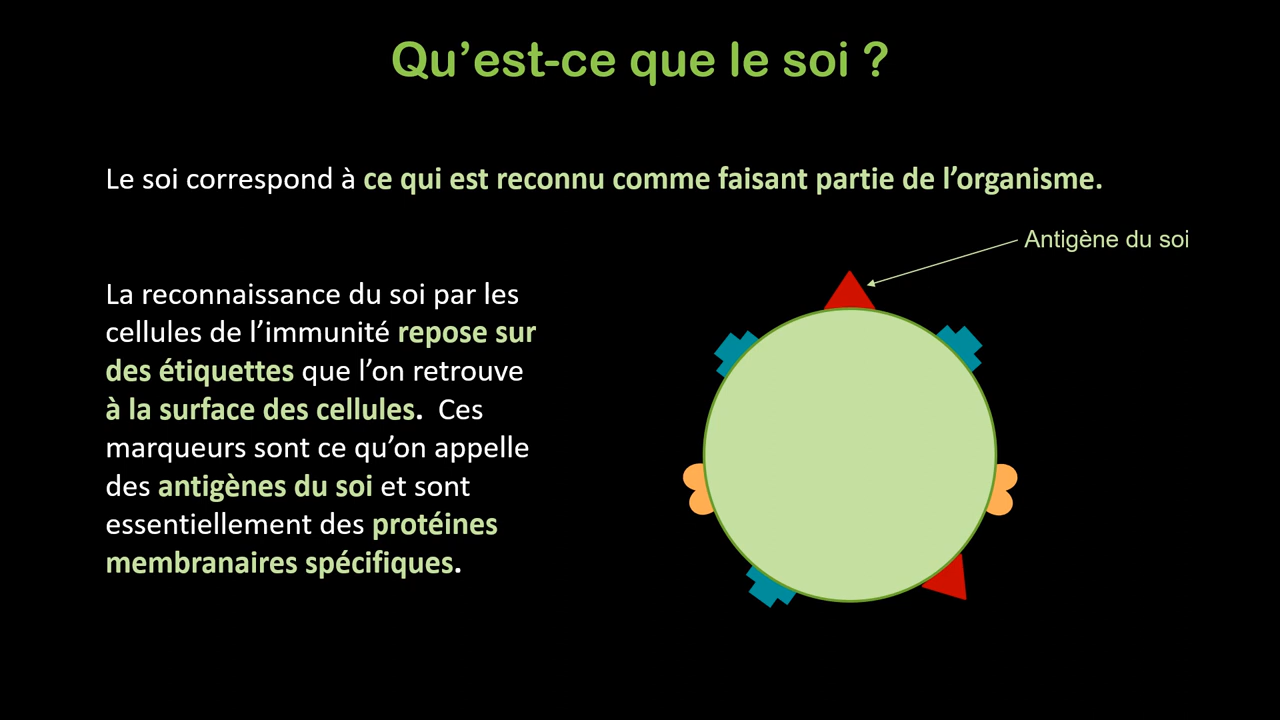 Qu’est-ce que le soi ?
Le soi correspond à ce qui est reconnu comme faisant partie de l’organisme.
Antigène du soi
La reconnaissance du soi par les
cellules de l’immunité repose sur
des étiquettes que l’on retrouve
à la surface des cellules. Ces
marqueurs sont ce qu’on appelle
des antigènes du soi et sont
essentiellement des protéines
membranaires spécifiques.